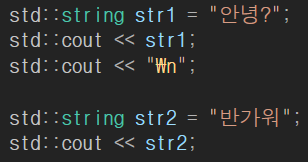 std::string str1 = "안녕?";
std::cout << str1;
std::cout << "₩n";
std::string str2 = "반가워";
std::cout << str2;